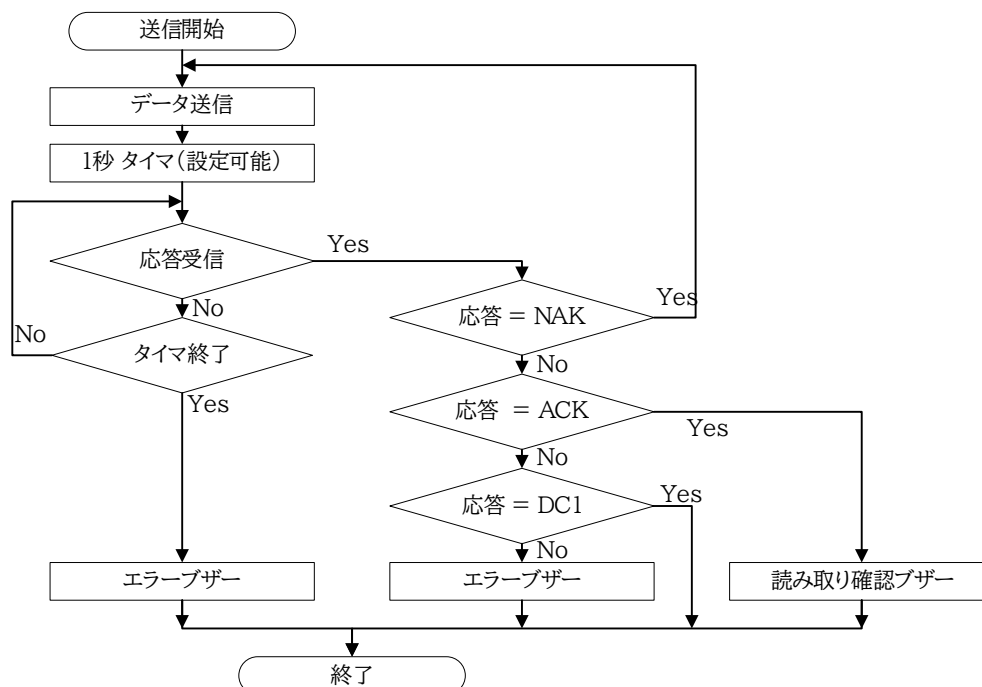 送信開始
データ送信
1秒 タイマ（設定可能）
応答受信
Yes
No
タイマ終了
No
Yes
応答 = NAK
Yes
No
応答 = ACK
Yes
No
応答 = DC1
Yes
No
エラーブザー
エラーブザー
読み取り確認ブザー
終了